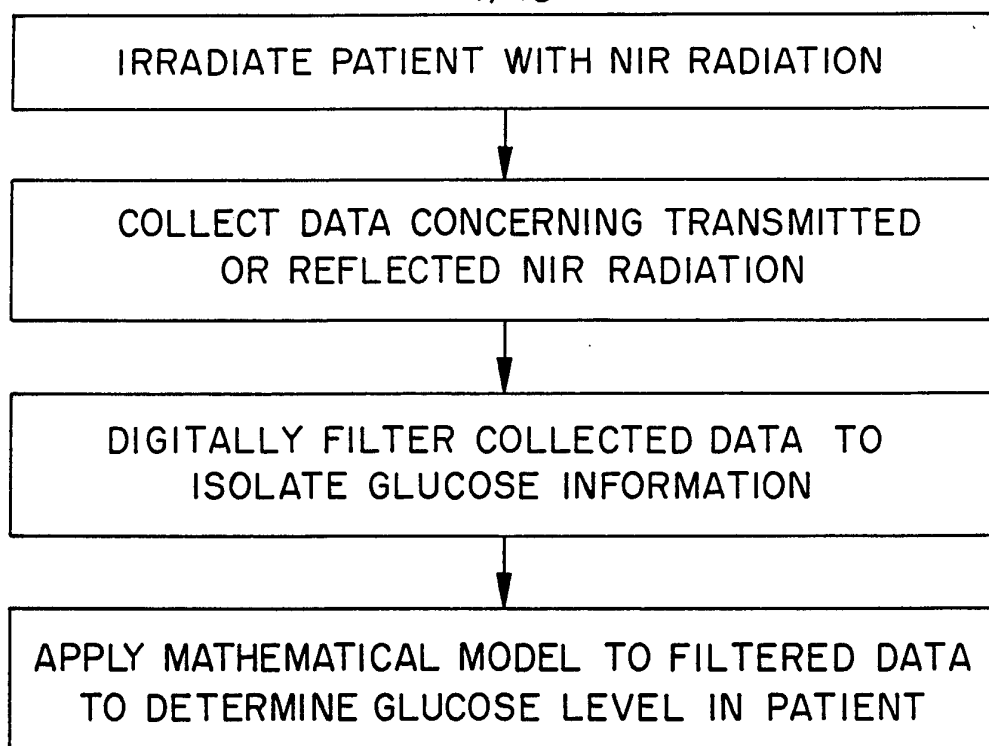 IRRADIATE PATIENT WITH NIR RADIATION
COLLECT DATA CONCERNING TRANSMITTED
OR REFLECTED NIR RADIATION
DIGITALLY FILTER COLLECTED DATA TO
ISOLATE GLUCOSE INFORMATION
APPLY MATHEMATICAL MODEL TO FILTERED DATA
TO DETERMINE GLUCOSE LEVEL IN PATIENT